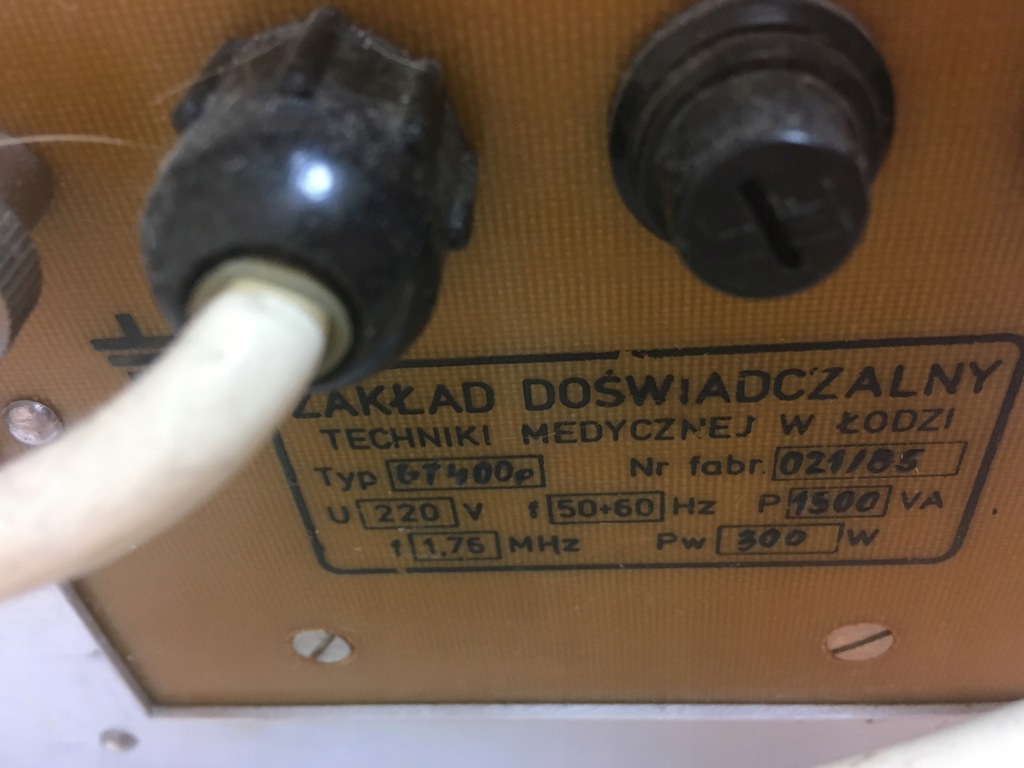 ZAKŁAD DOŚWIADCZALNY
TECHNIKI MEDYCZNEJ W ŁODZI
Typ GT400p Nr fabr. 021/85
U 220 V f 50÷60 Hz P 1500 VA
f 1,76 MHz Pw 300 W